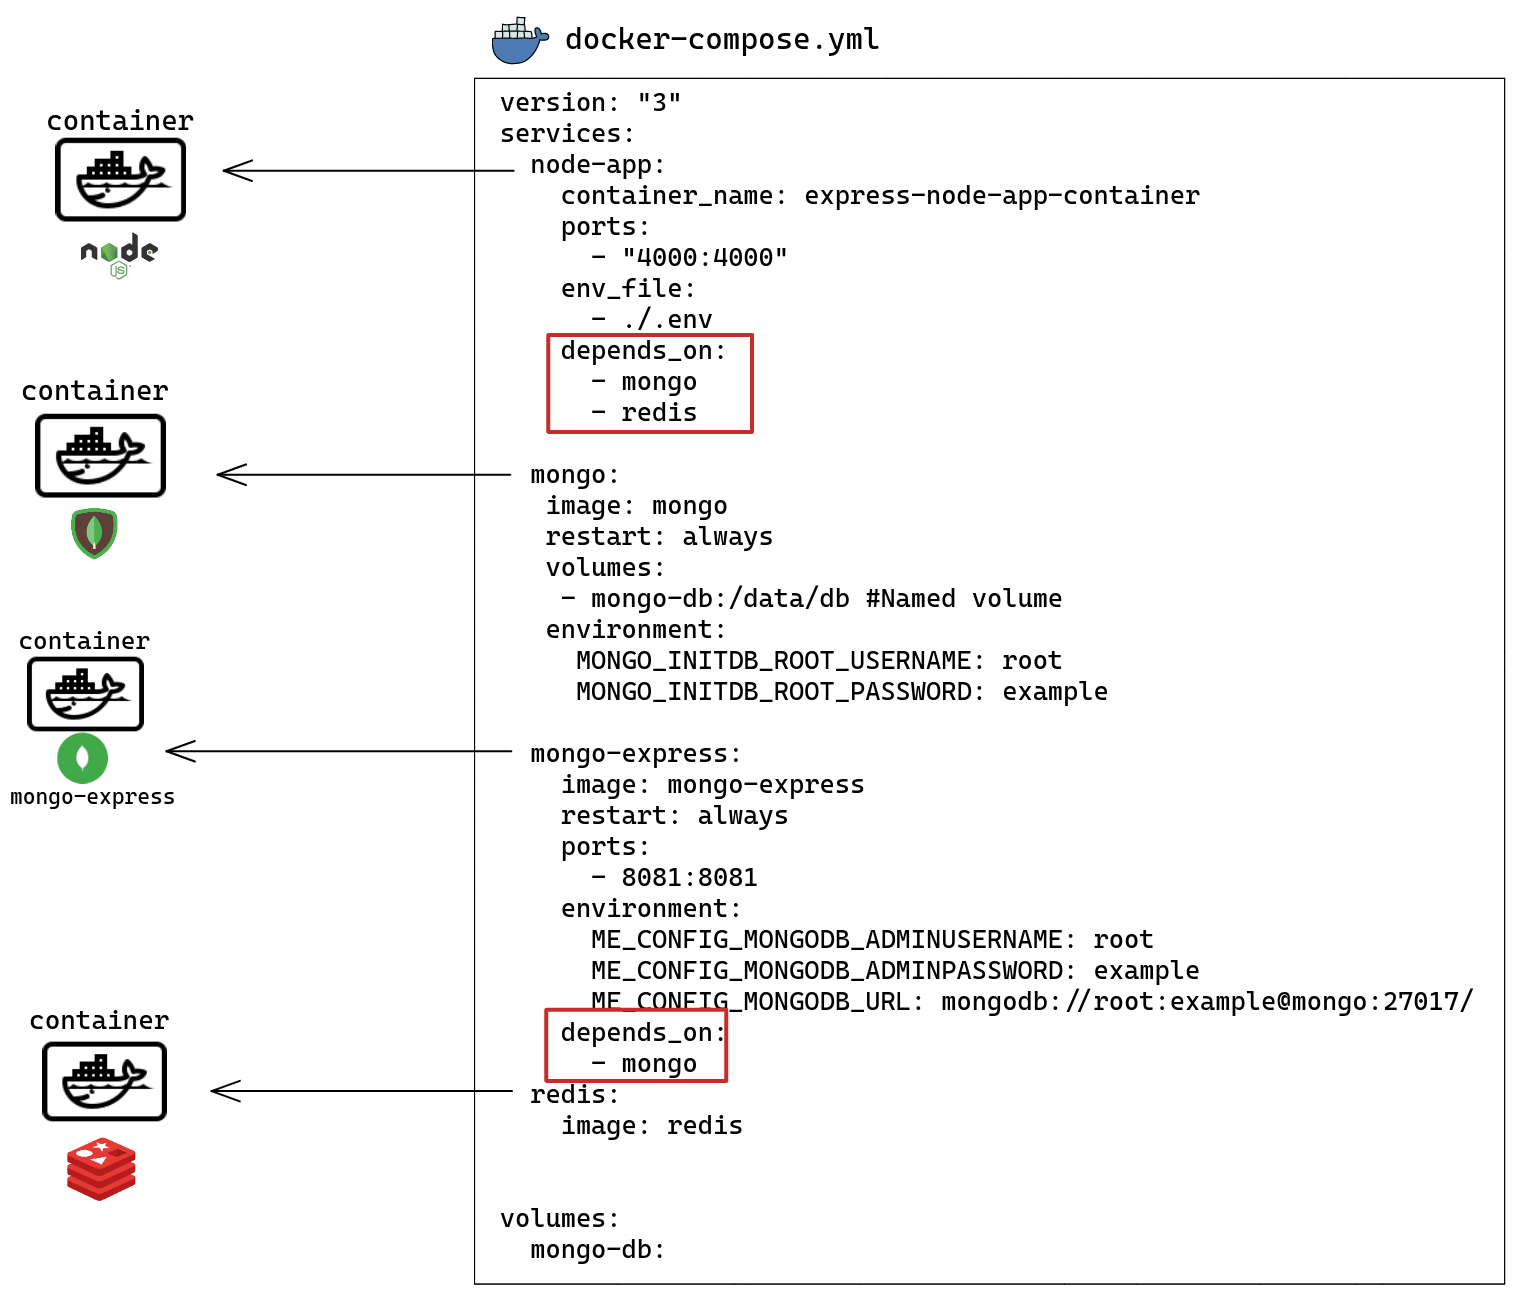 docker-compose.yml
container
node
JS
container
container
mongo-express
container
version: "3"
services:
  node-app:
    container_name: express-node-app-container
    ports:
      - "4000:4000"
    env_file:
      - ./.env
    depends_on:
      - mongo
      - redis
  mongo:
   image: mongo
   restart: always
   volumes:
    - mongo-db:/data/db #Named volume
   environment:
     MONGO_INITDB_ROOT_USERNAME: root
     MONGO_INITDB_ROOT_PASSWORD: example
  mongo-express:
    image: mongo-express
    restart: always
    ports:
      - 8081:8081
    environment:
      ME_CONFIG_MONGODB_ADMINUSERNAME: root
      ME_CONFIG_MONGODB_ADMINPASSWORD: example
      ME_CONFIG_MONGODB_URL: mongodb://root:example@mongo:27017/
    depends_on:
      - mongo
  redis:
    image: redis
volumes:
  mongo-db: